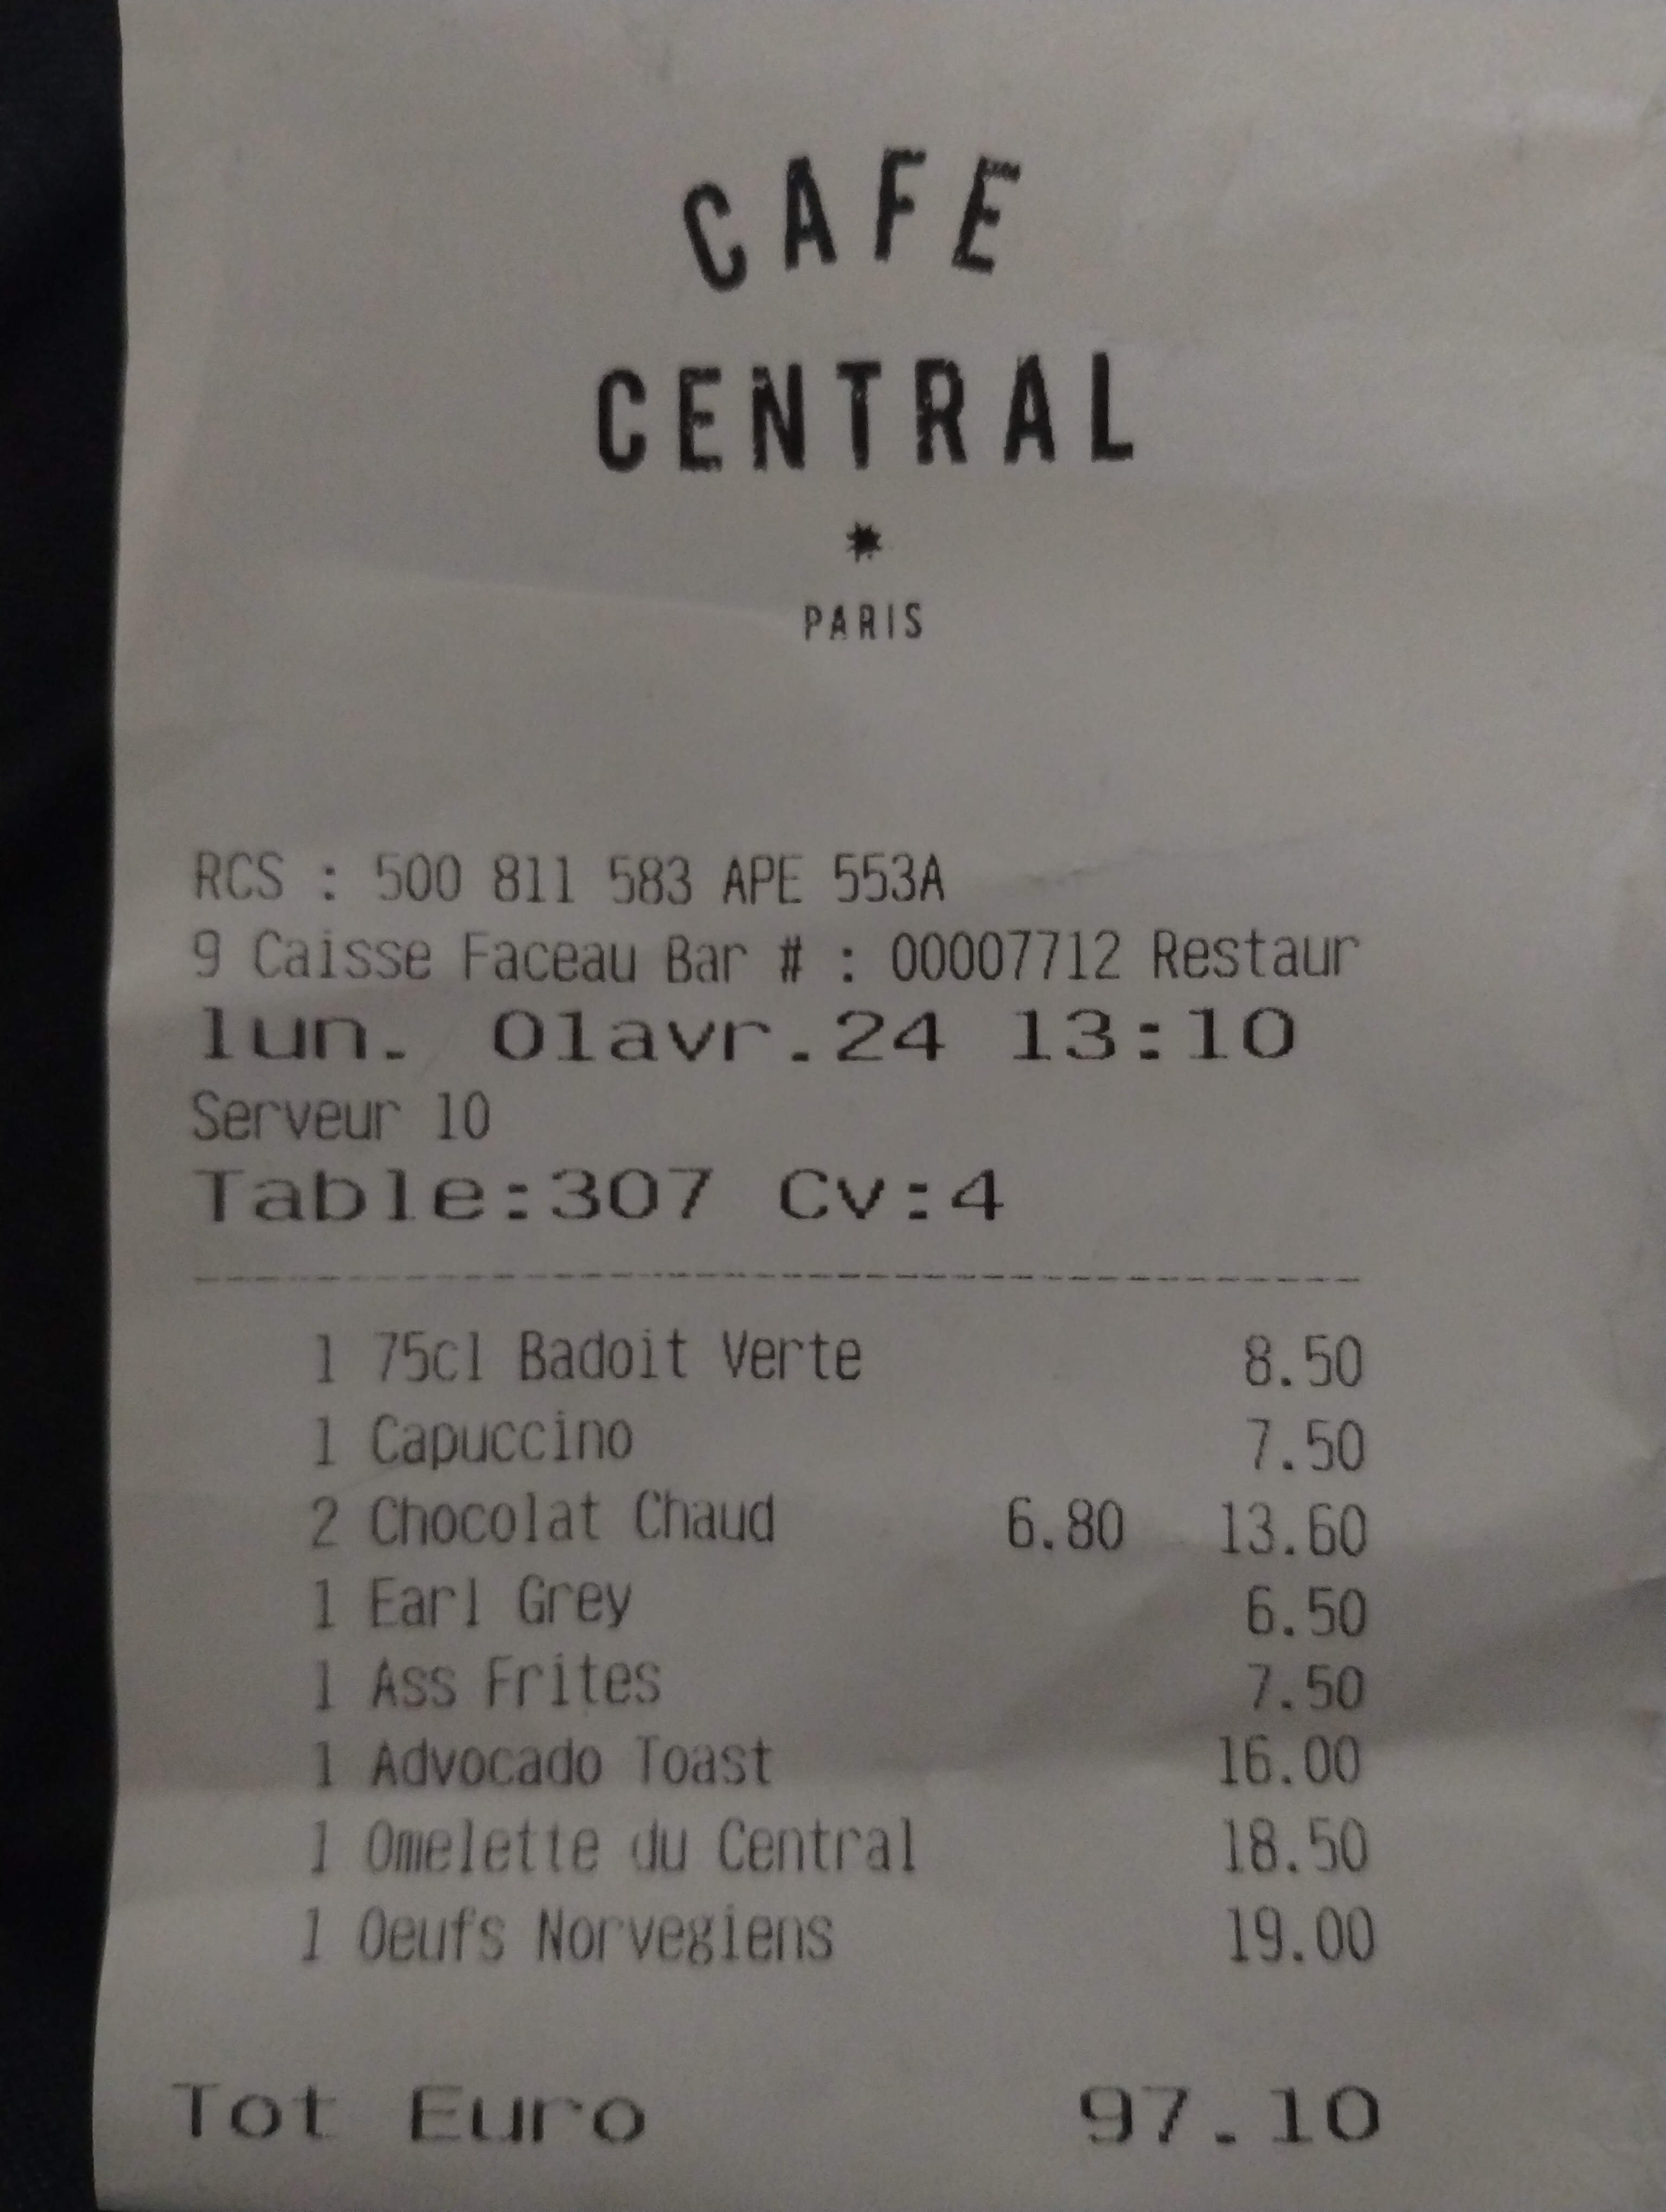 CAFE
CENTRAL
*
PARIS
RCS : 500 811 583 APE 553A
9 Caisse Faceau Bar # : 00007712 Restaur
lun. 01avr.24 13:10
Serveur 10
Table:307 Cv:4
1 75cl Badoit Verte 8.50
1 Capuccino 7.50
2 Chocolat Chaud 6.80 13.60
1 Earl Grey 6.50
1 Ass Frites 7.50
1 Advocado Toast 16.00
1 Omelette du Central 18.50
1 Oeufs Norvegiens 19.00
Tot Euro 97.10